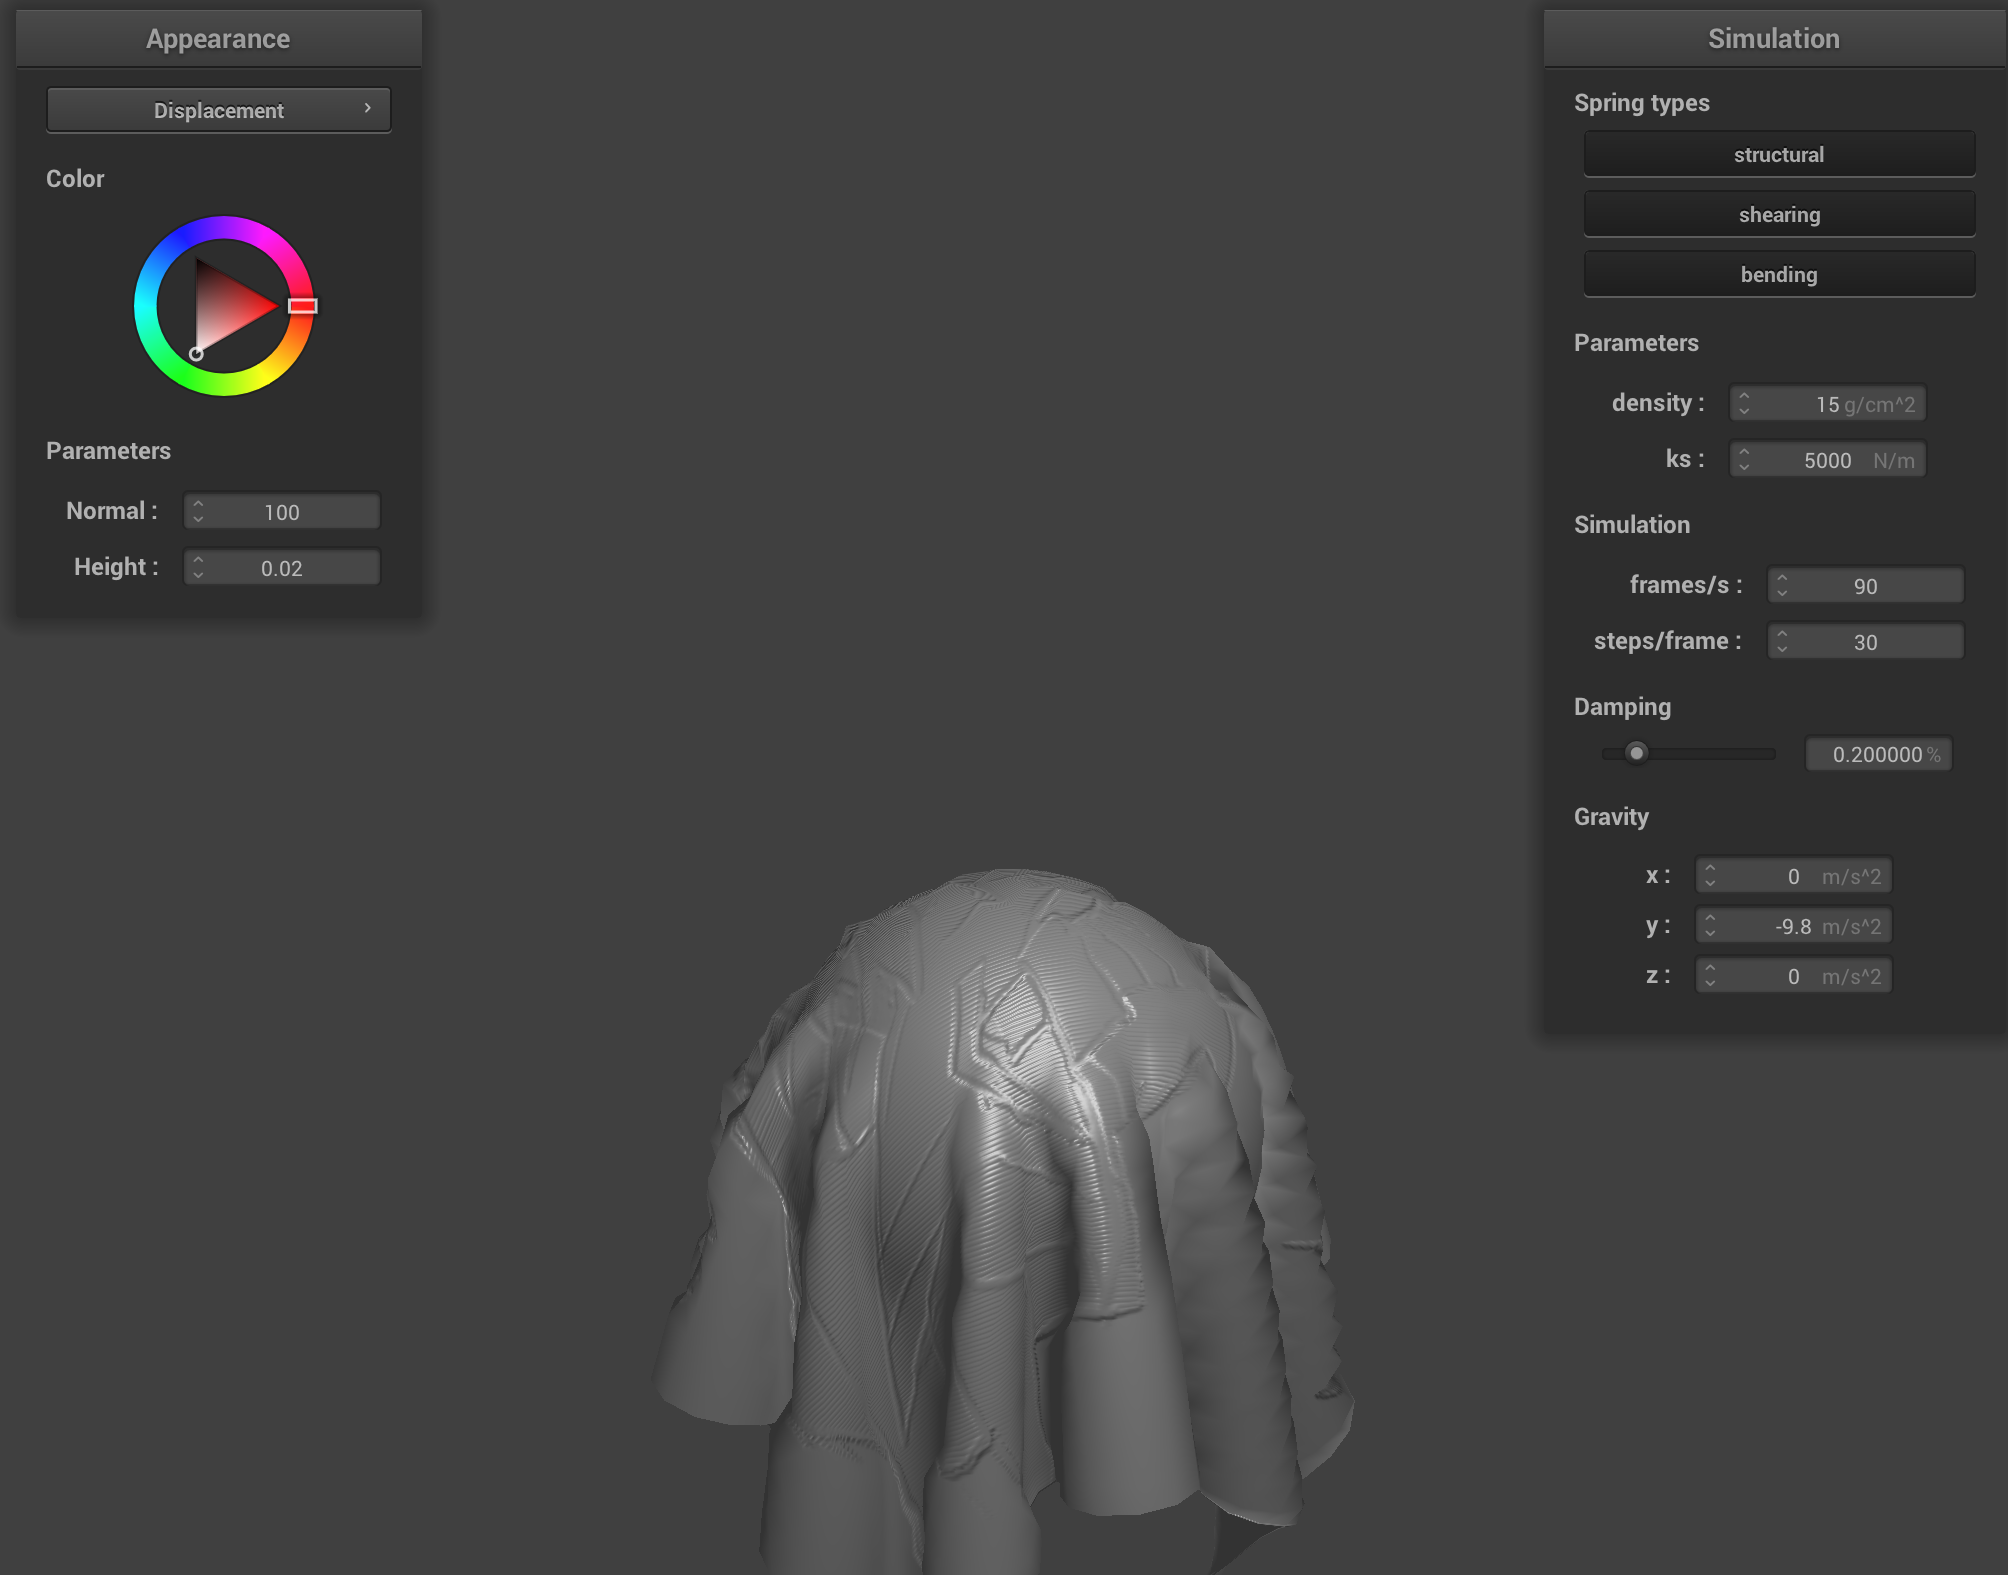 Appearance
Displacement
Color
Parameters
Normal : 100
Height : 0.02
Simulation
Spring types
structural
shearing
bending
Parameters
density : 15 g/cm^2
ks : 5000 N/m
Simulation
frames/s : 90
steps/frame : 30
Damping
0.200000 %
Gravity
x : 0 m/s^2
y : -9.8 m/s^2
z : 0 m/s^2